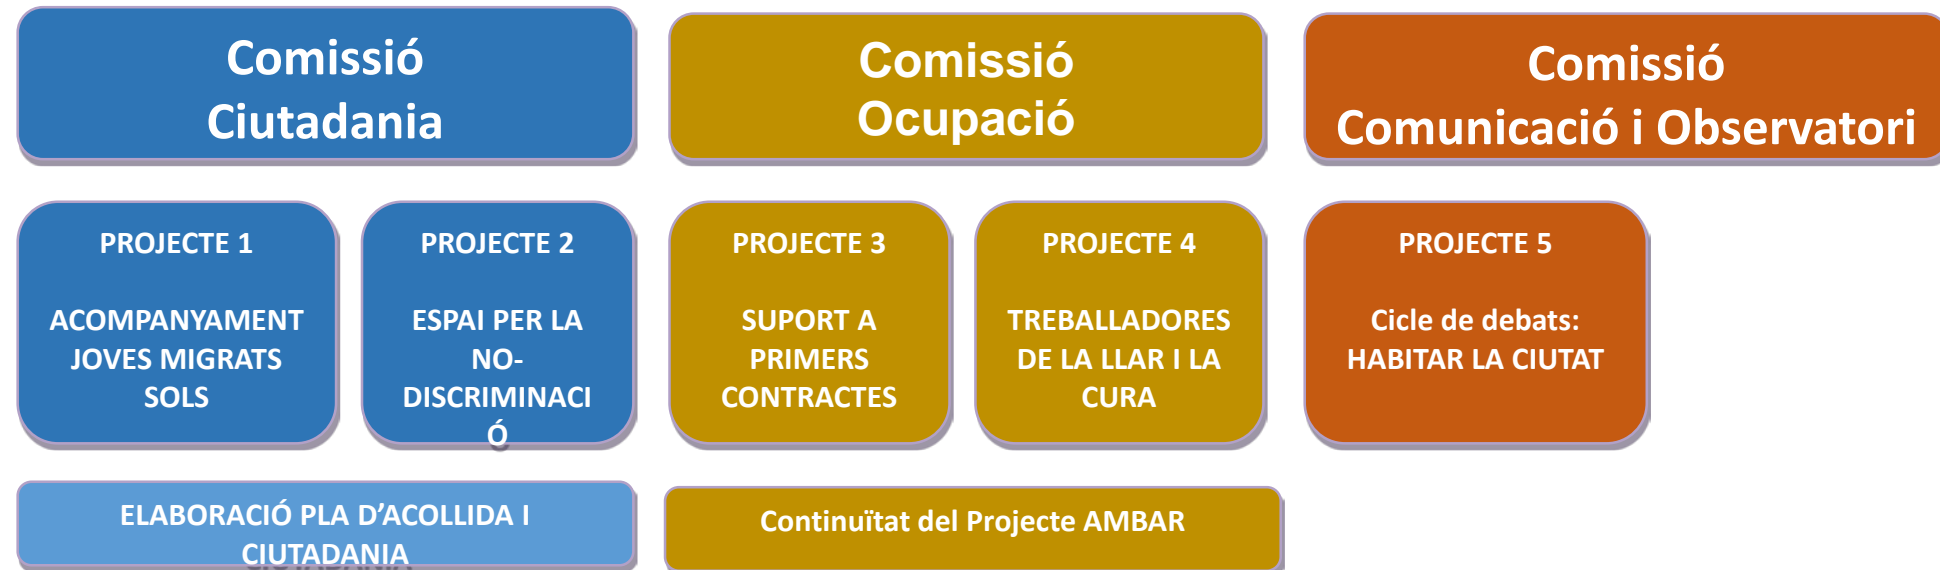 Comissió
Ciutadania
Comissió
Ocupació
Comissió
Comunicació i Observatori
PROJECTE 1
ACOMPANYAMENT
JOVES MIGRATS
SOLS
PROJECTE 2
ESPAI PER LA
NO-
DISCRIMINACI
Ó
PROJECTE 3
SUPORT A
PRIMERS
CONTRACTES
PROJECTE 4
TREBALLADORES
DE LA LLAR I LA
CURA
PROJECTE 5
Cicle de debats:
HABITAR LA CIUTAT
ELABORACIÓ PLA D’ACOLLIDA I
CIUTADANIA
Continuïtat del Projecte AMBAR